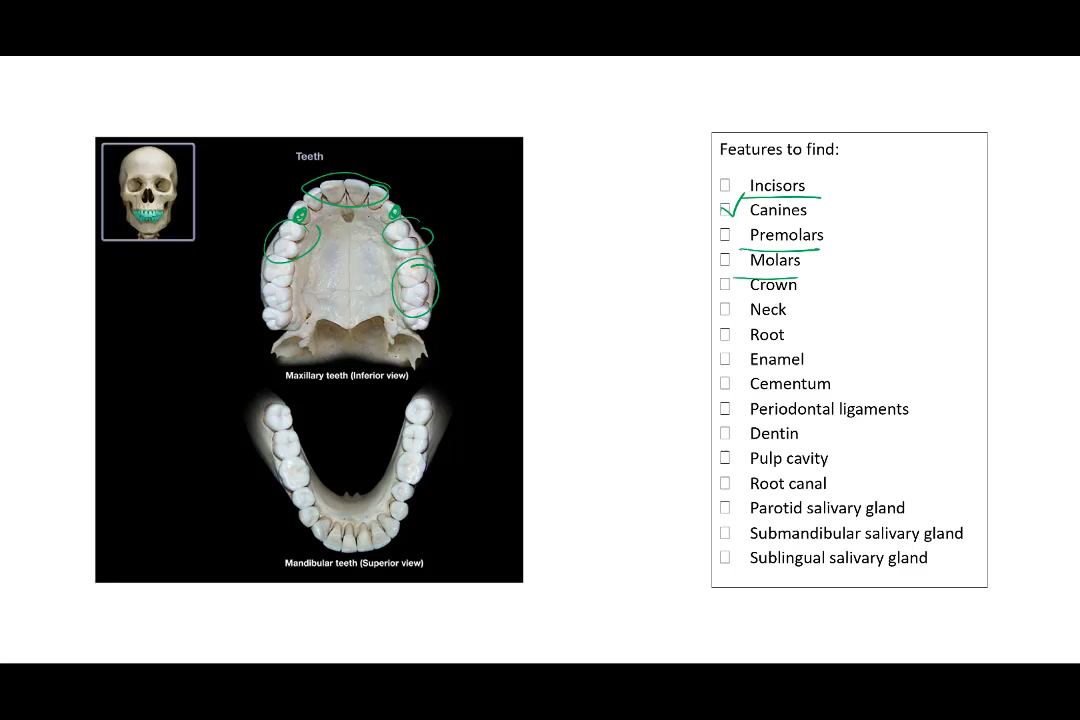 Teeth
Maxillary teeth (Inferior view)
Mandibular teeth (Superior view)
Features to find:
Incisors
Canines
Premolars
Molars
Crown
Neck
Root
Enamel
Cementum
Periodontal ligaments
Dentin
Pulp cavity
Root canal
Parotid salivary gland
Submandibular salivary gland
Sublingual salivary gland